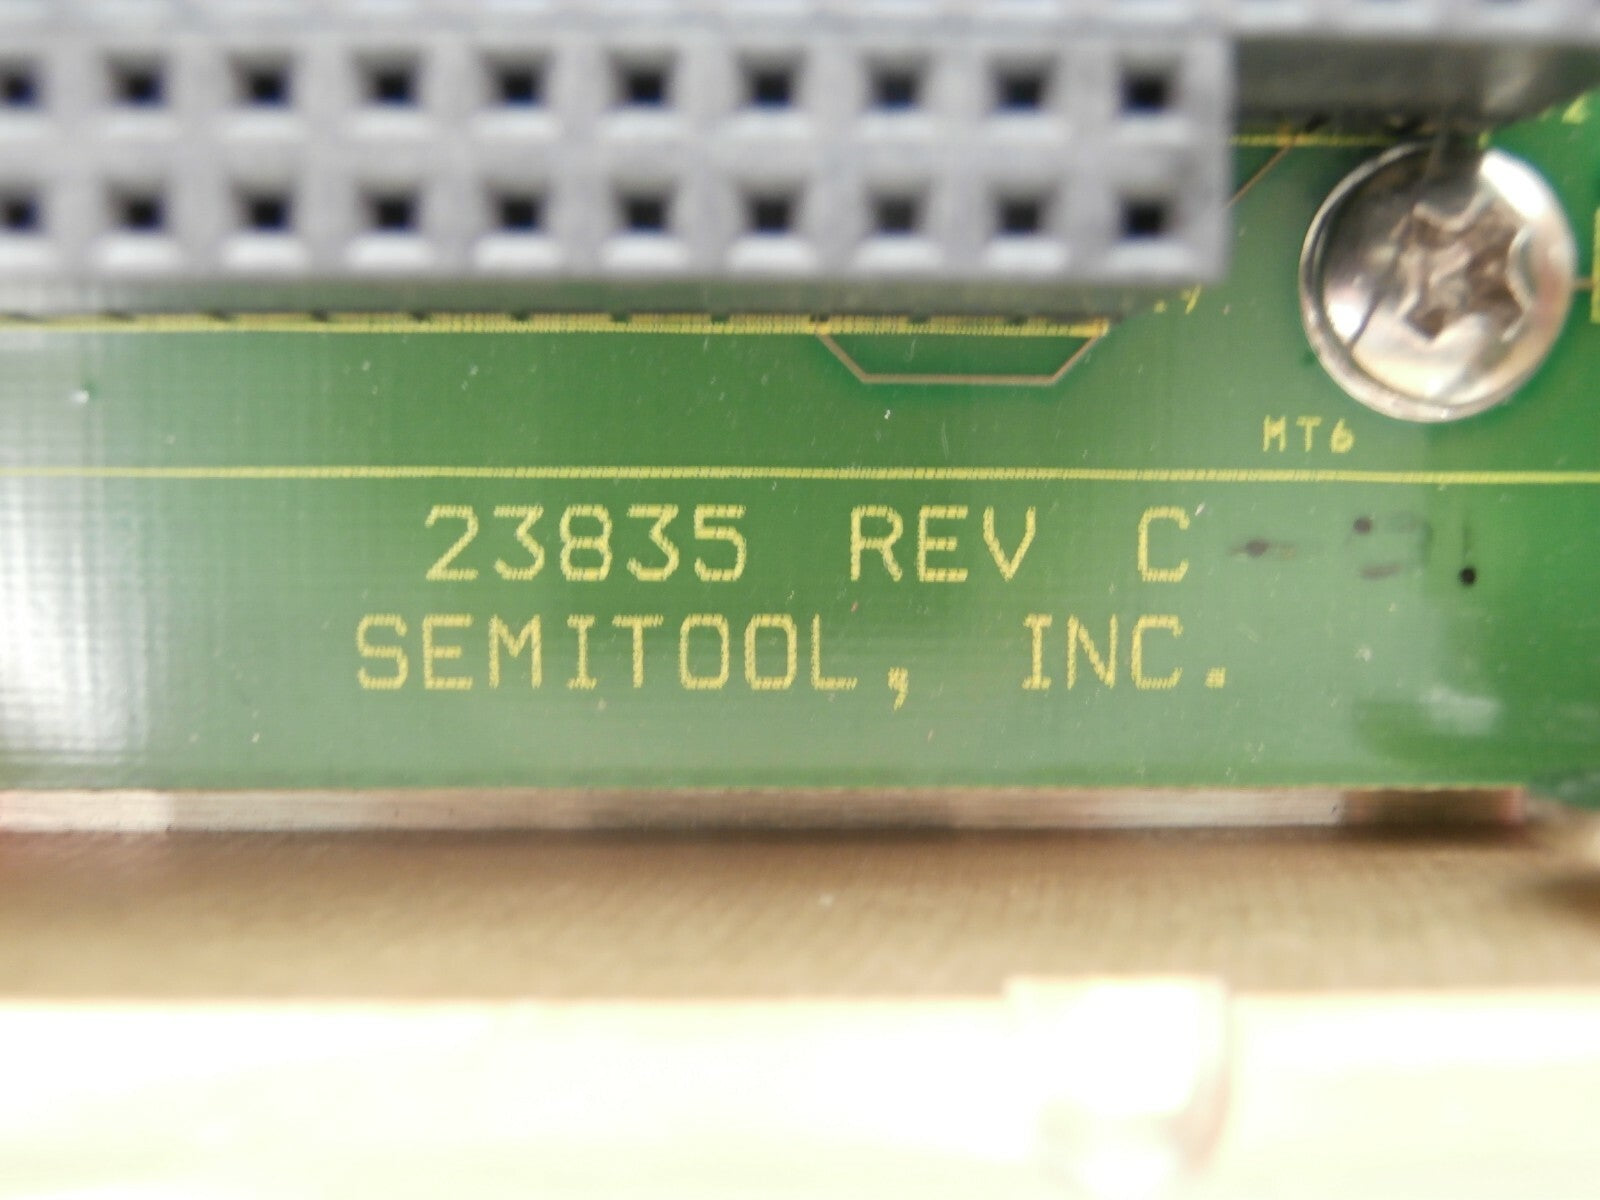 MT6
23835 REV C
SEMITOOL, INC.